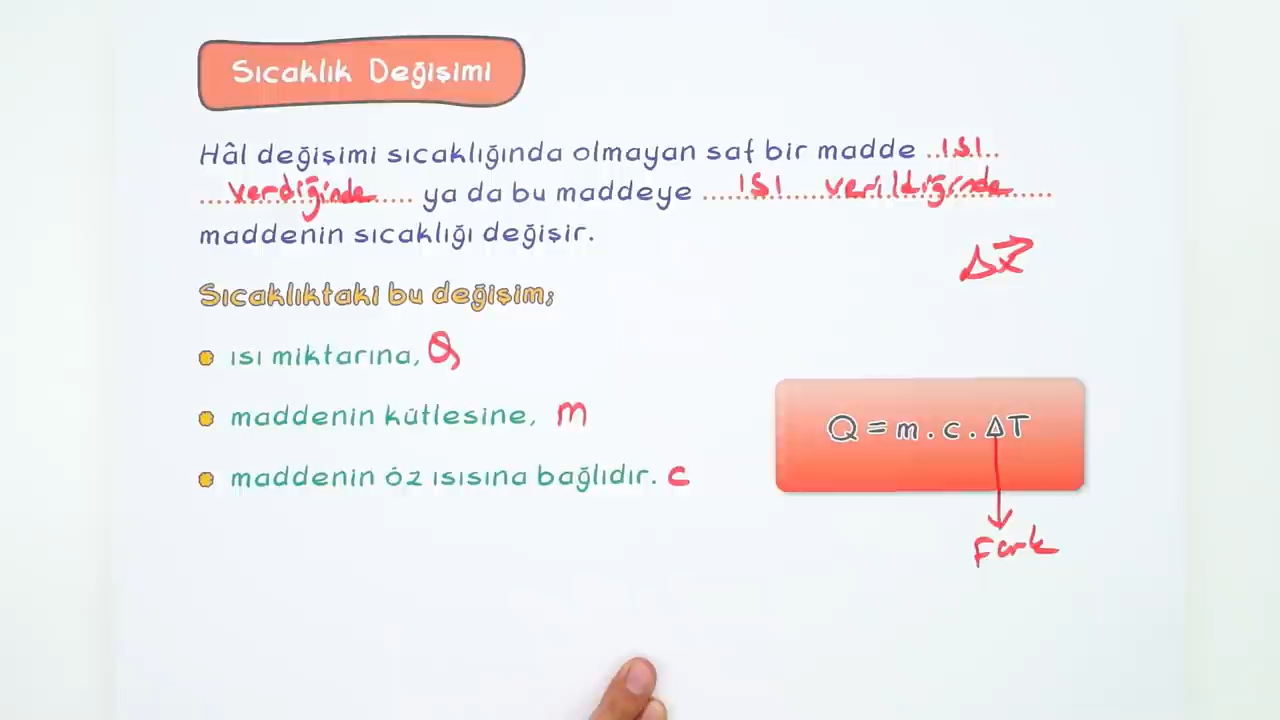 Sıcaklık Değişimi
Hâl değişimi sıcaklığında olmayan saf bir madde ..ısı..
verdiğinde ya da bu maddeye ısı verildiğinde
maddenin sıcaklığı değişir.
Δx⃗
Sıcaklıktaki bu değişim;
ısı miktarına, Q
maddenin kütlesine, m
maddenin öz ısısına bağlıdır. c
Q = m . c . ΔT
Fark